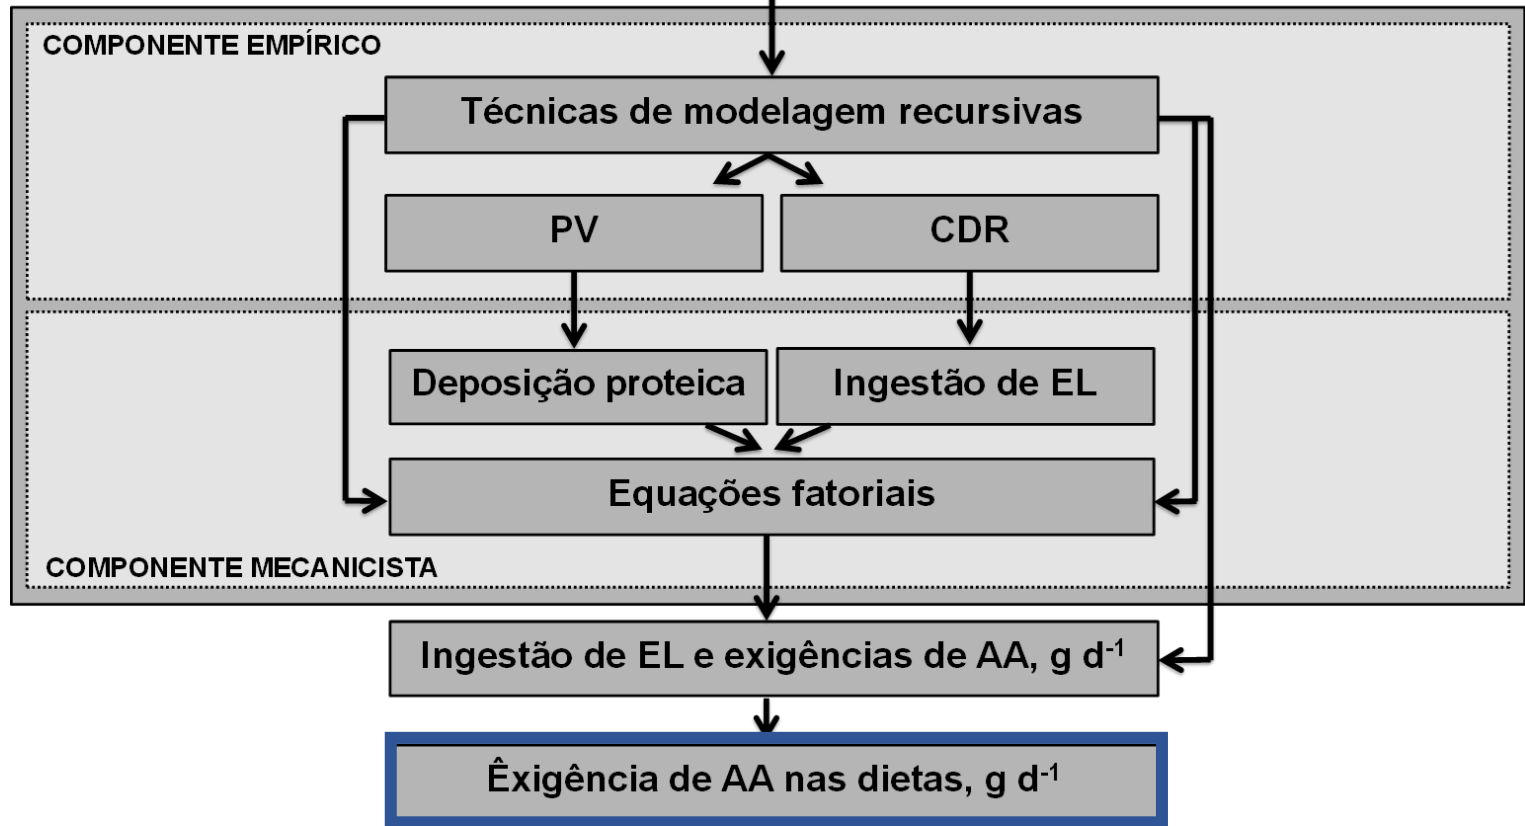 COMPONENTE EMPÍRICO
Técnicas de modelagem recursivas
PV
CDR
Deposição proteica
Ingestão de EL
Equações fatoriais
COMPONENTE MECANICISTA
Ingestão de EL e exigências de AA, g d⁻¹
Êxigência de AA nas dietas, g d⁻¹